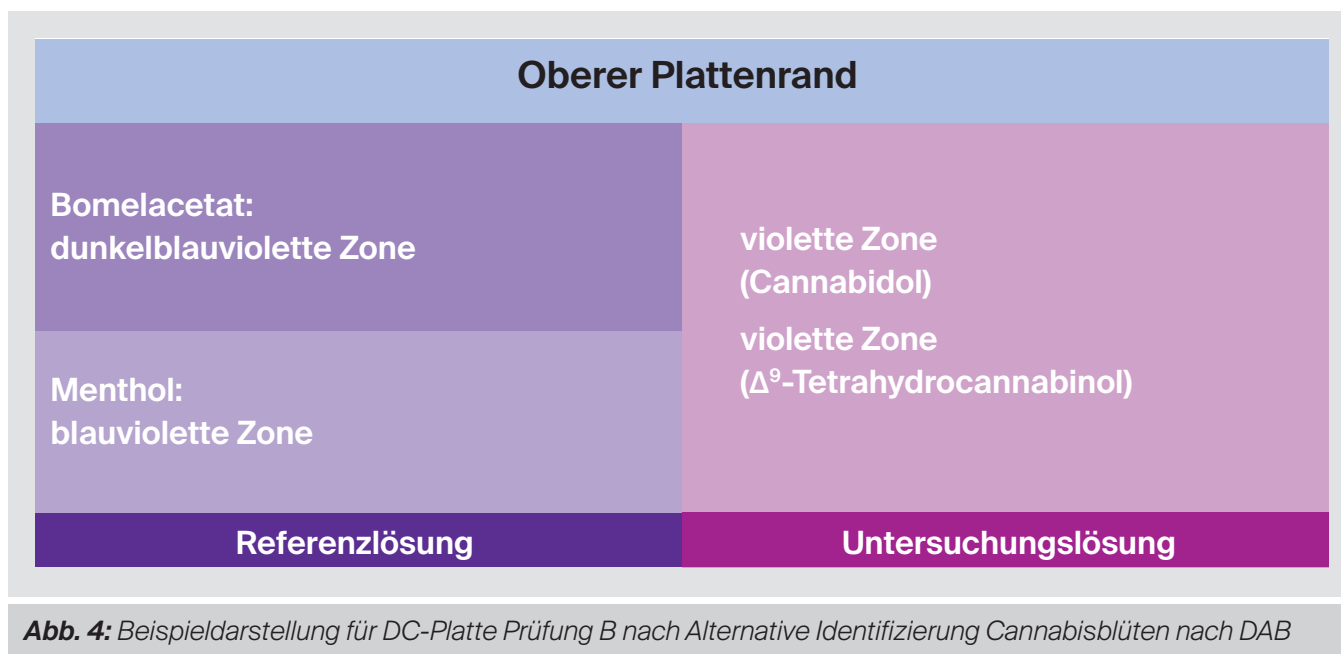 Oberer Plattenrand
Bomelacetat:
dunkelblauviolette Zone
Menthol:
blauviolette Zone
violette Zone
(Cannabidol)
violette Zone
(Δ⁹-Tetrahydrocannabinol)
Referenzlösung
Untersuchungslösung
Abb. 4: Beispieldarstellung für DC-Platte Prüfung B nach Alternative Identifizierung Cannabisblüten nach DAB